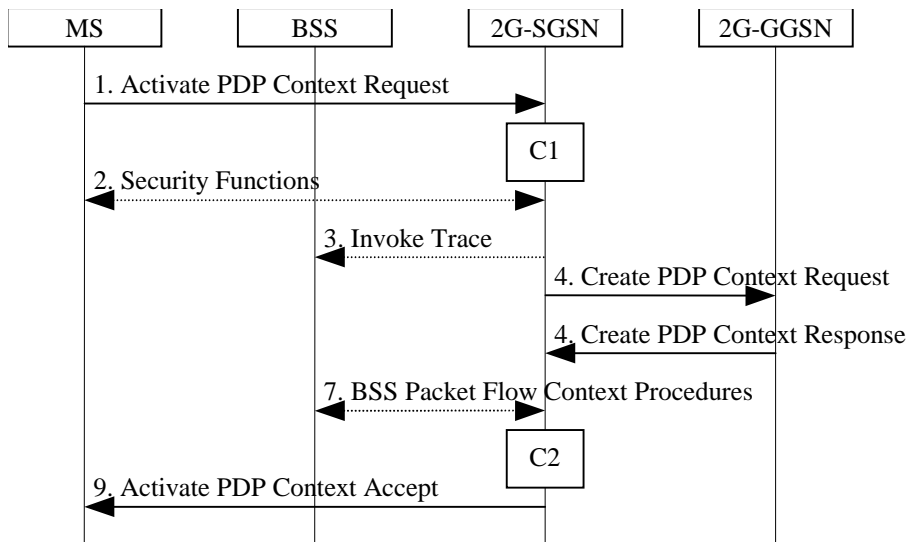 MS BSS 2G-SGSN 2G-GGSN
1. Activate PDP Context Request
C1
2. Security Functions
3. Invoke Trace
4. Create PDP Context Request
4. Create PDP Context Response
7. BSS Packet Flow Context Procedures
C2
9. Activate PDP Context Accept